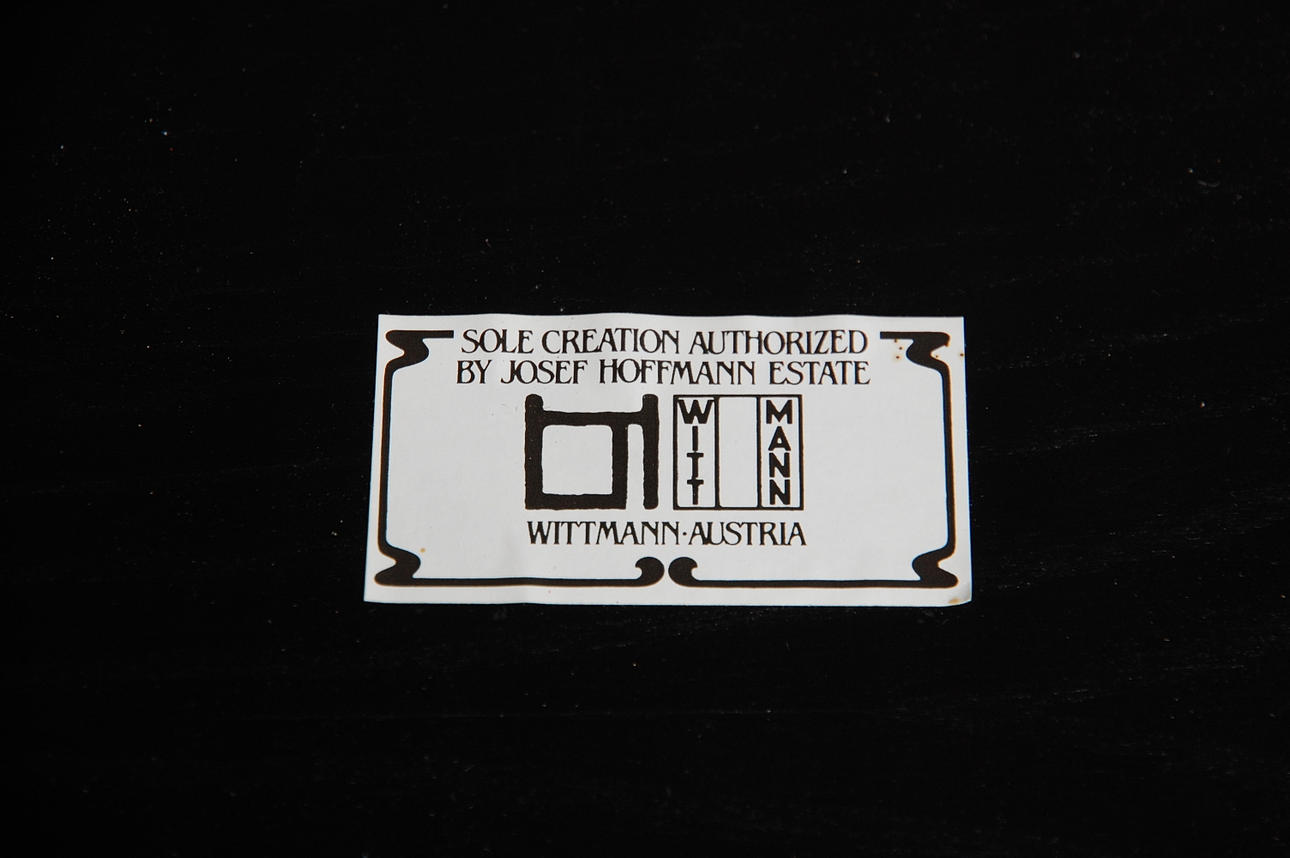 SOLE CREATION AUTHORIZED
BY JOSEF HOFFMANN ESTATE
WITT MANN
WITTMANN·AUSTRIA